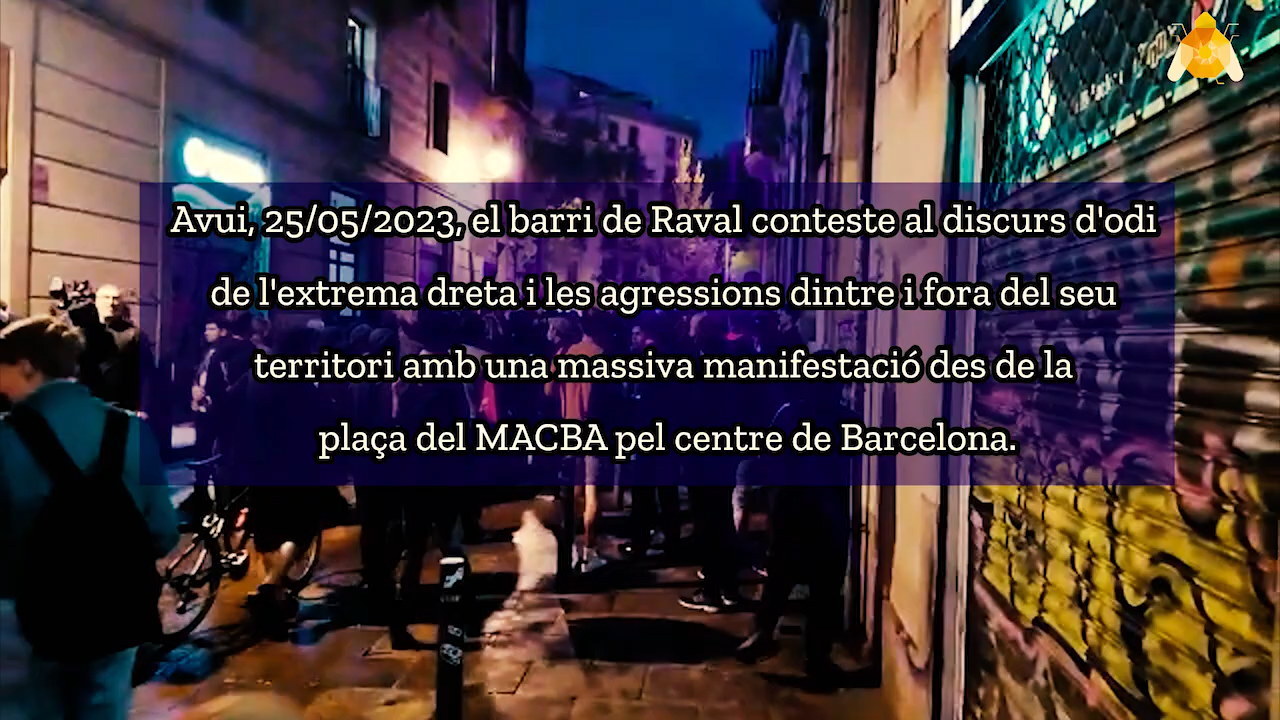 Avui, 25/05/2023, el barri de Raval conteste al discurs d'odi
de l'extrema dreta i les agressions dintre i fora del seu
territori amb una massiva manifestació des de la
plaça del MACBA pel centre de Barcelona.